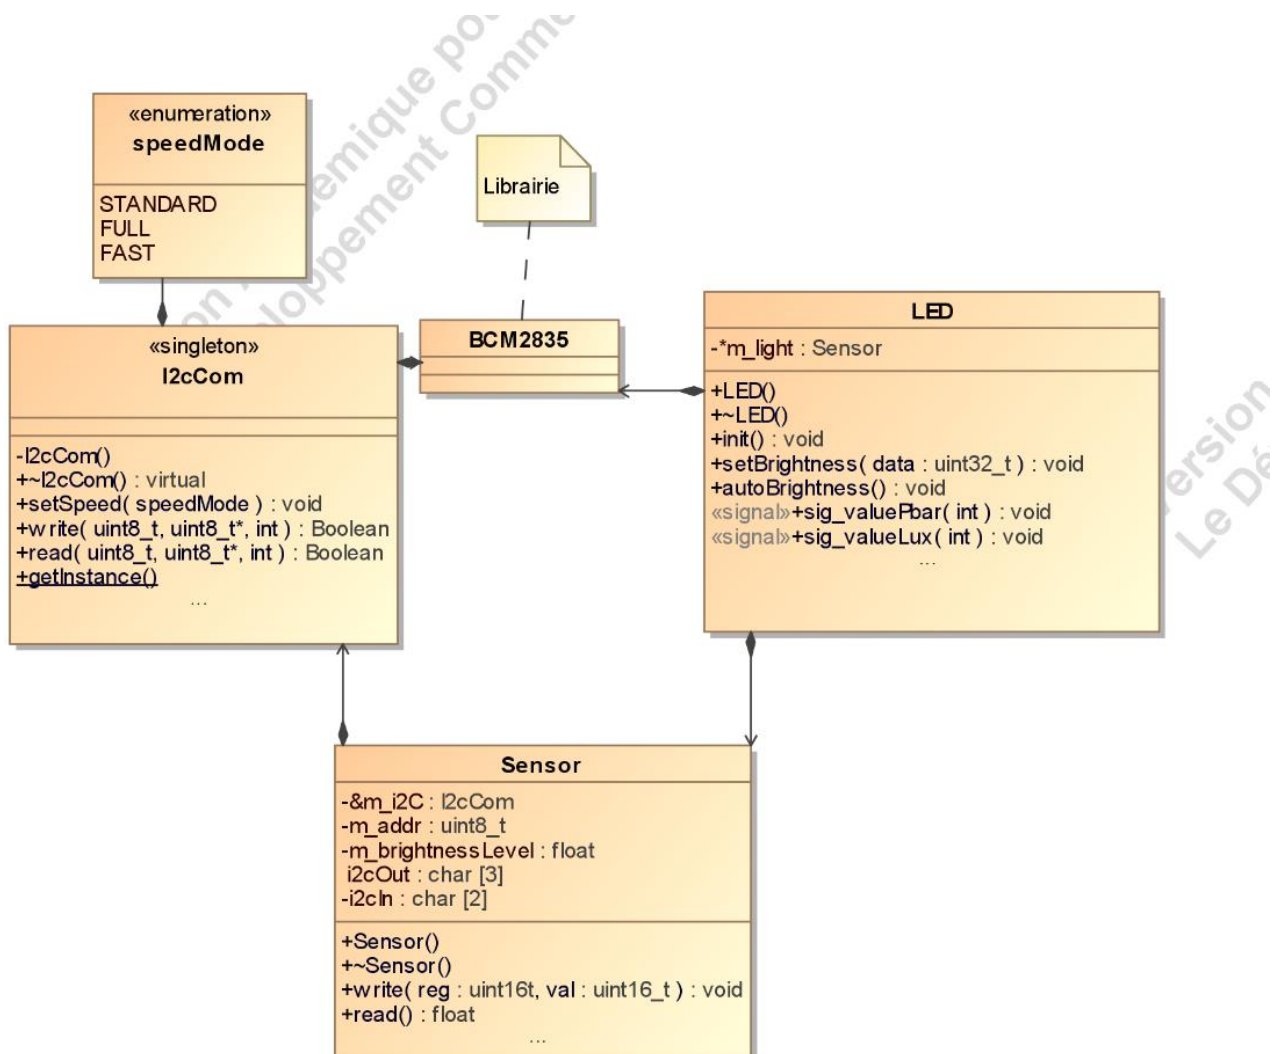 «enumeration»
speedMode
STANDARD
FULL
FAST
Librairie
BCM2835
«singleton»
I2cCom
-I2cCom()
+~I2cCom() : virtual
+setSpeed( speedMode ) : void
+write( uint8_t, uint8_t*, int ) : Boolean
+read( uint8_t, uint8_t*, int ) : Boolean
+getInstance()
...
LED
-*m_light : Sensor
+LED()
+~LED()
+init() : void
+setBrightness( data : uint32_t ) : void
+autoBrightness() : void
«signal»+sig_valuePbar( int ) : void
«signal»+sig_valueLux( int ) : void
...
Sensor
-&m_i2C : I2cCom
-m_addr : uint8_t
-m_brightnessLevel : float
i2cOut : char [3]
-i2cIn : char [2]
+Sensor()
+~Sensor()
+write( reg : uint16t, val : uint16_t ) : void
+read() : float
...